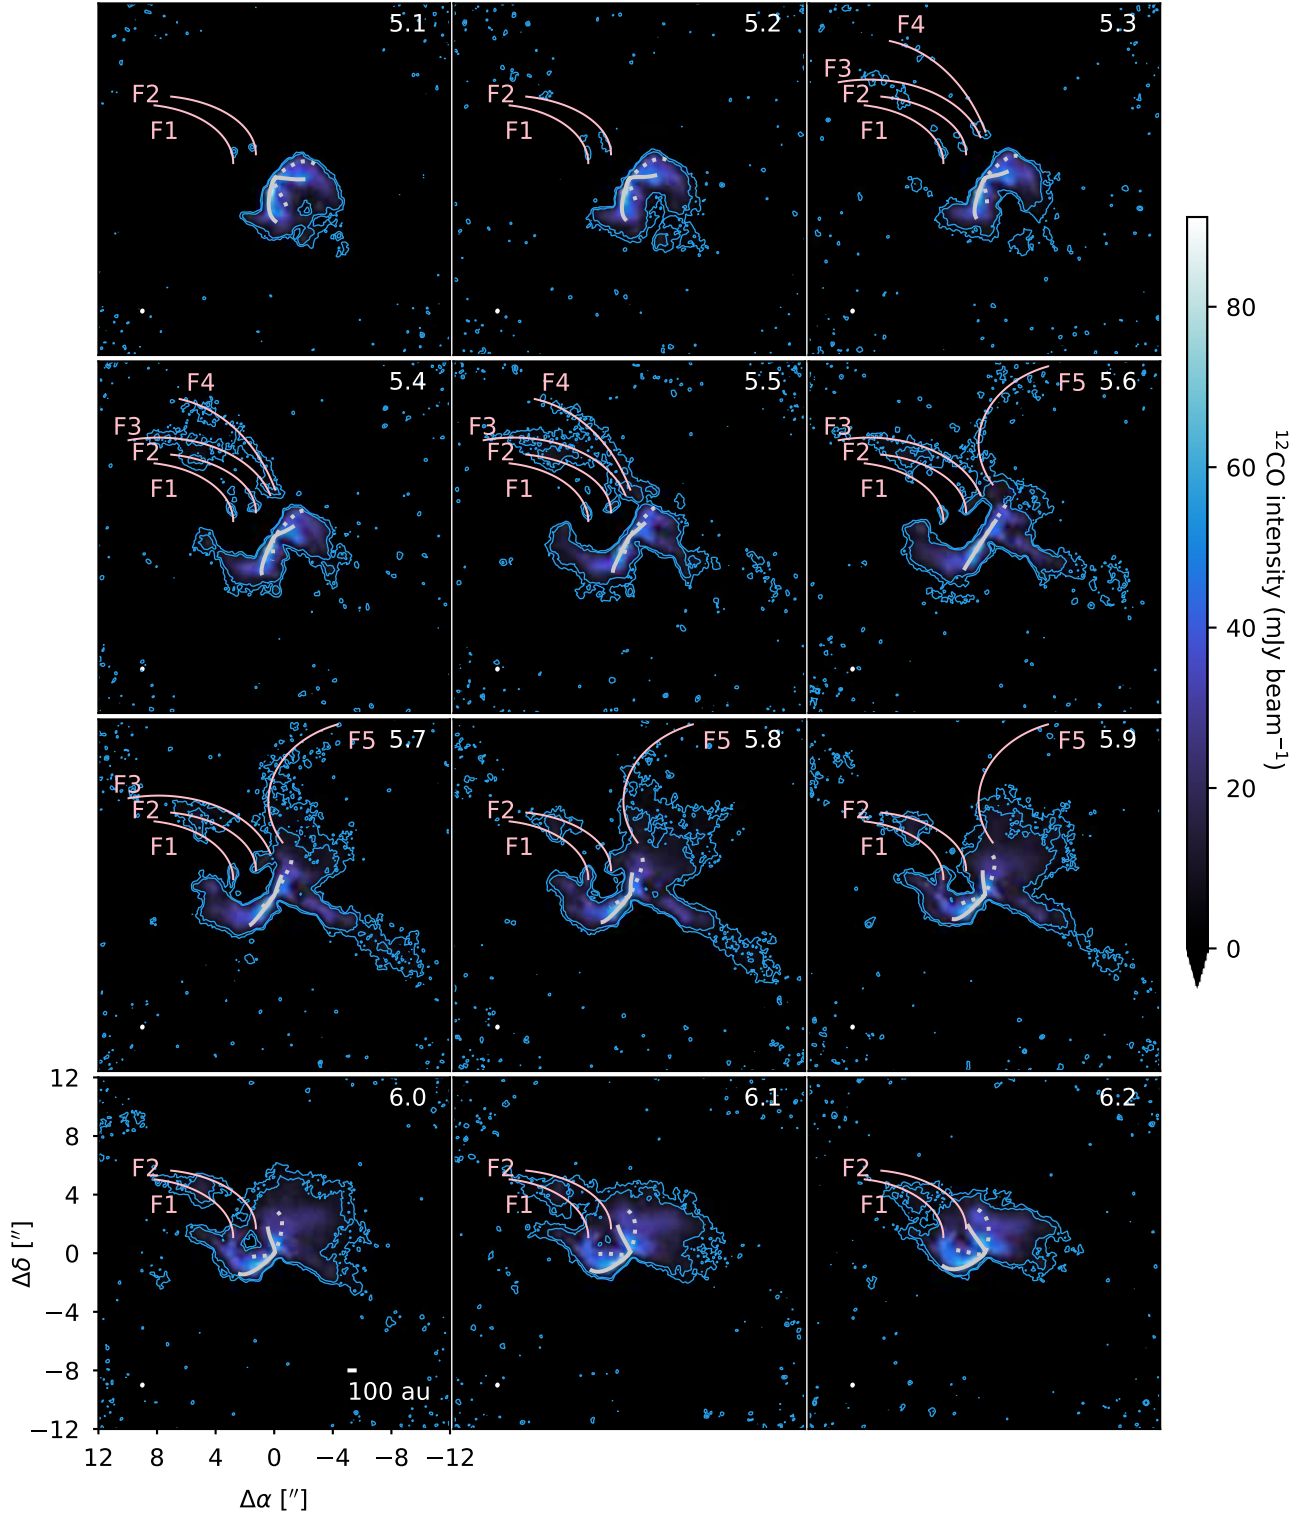 5.1
F2
F1
5.2
F2
F1
F4
5.3
F3
F2
F1
F4
5.4
F3
F2
F1
F4
5.5
F3
F2
F1
F5 5.6
F3
F2
F1
F5 5.7
F3
F2
F1
F5 5.8
F2
F1
F5 5.9
F2
F1
6.0
F2
F1
100 au
6.1
F2
F1
6.2
F2
F1
12
8
4
0
−4
−8
−12
Δδ [″]
12 8 4 0 −4 −8 −12
Δα [″]
80
60
40
20
0
¹²CO intensity (mJy beam⁻¹)